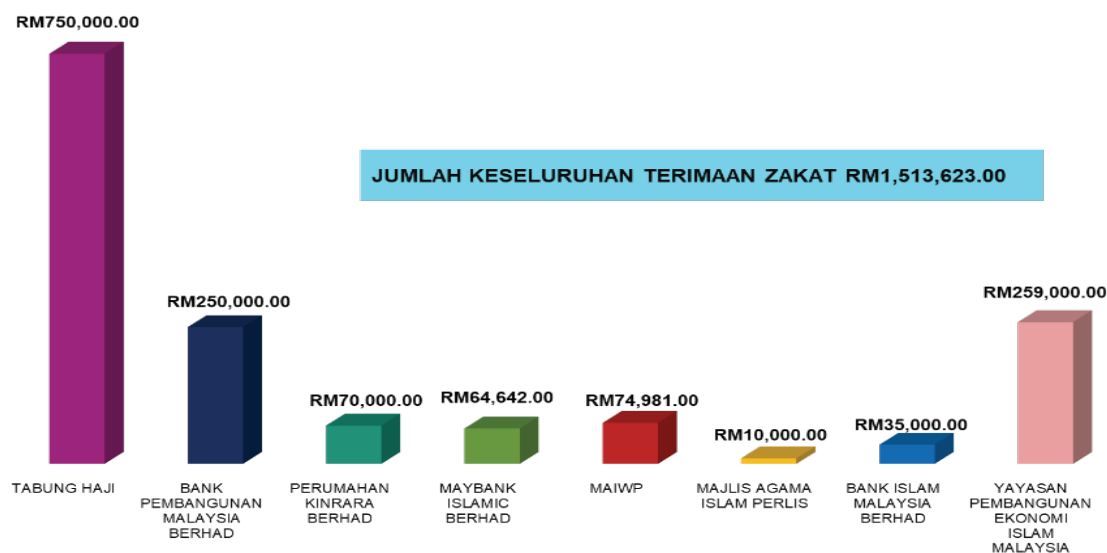 RM750,000.00
JUMLAH KESELURUHAN TERIMAAN ZAKAT RM1,513,623.00
RM250,000.00
RM70,000.00
RM64,642.00
RM74,981.00
RM10,000.00
RM35,000.00
RM259,000.00
TABUNG HAJI
BANK
PEMBANGUNAN
MALAYSIA
BERHAD
PERUMAHAN
KINRARA
BERHAD
MAYBANK
ISLAMIC
BERHAD
MAIWP
MAJLIS AGAMA
ISLAM PERLIS
BANK ISLAM
MALAYSIA
BERHAD
YAYASAN
PEMBANGUNAN
EKONOMI
ISLAM
MALAYSIA